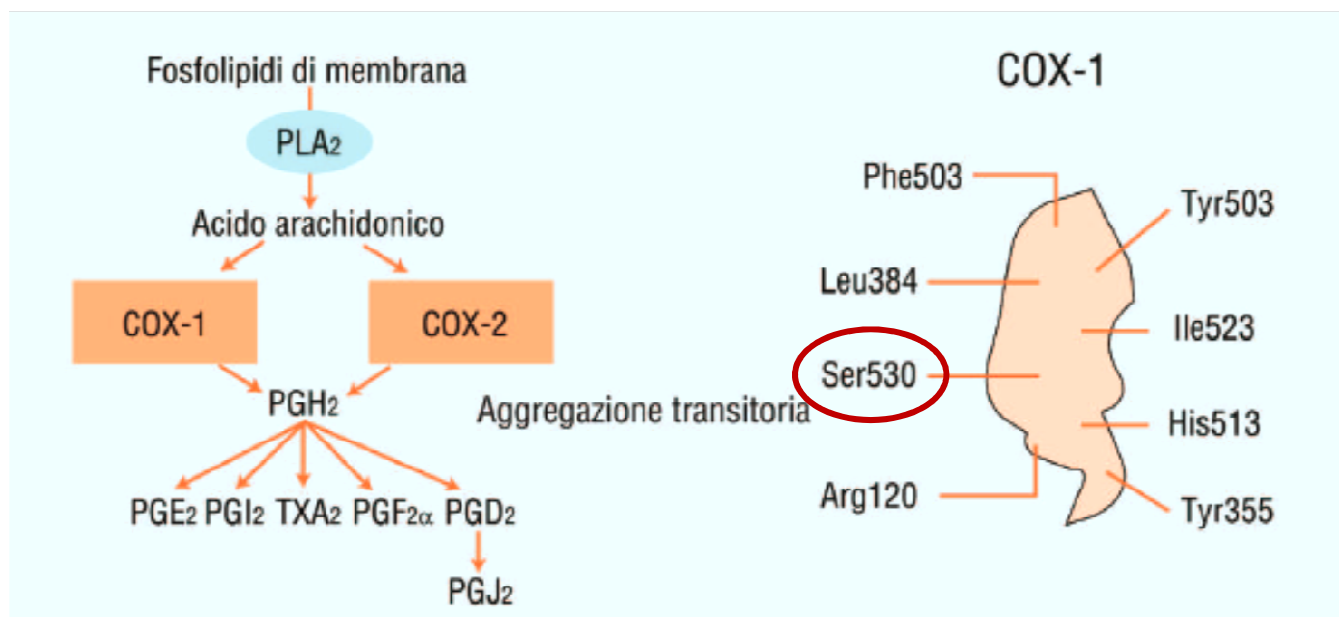 Fosfolipidi di membrana
PLA2
Acido arachidonico
COX-1
COX-2
PGH2
Aggregazione transitoria
PGE2 PGI2 TXA2 PGF2α PGD2
PGJ2
COX-1
Phe503
Tyr503
Leu384
Ile523
Ser530
His513
Arg120
Tyr355